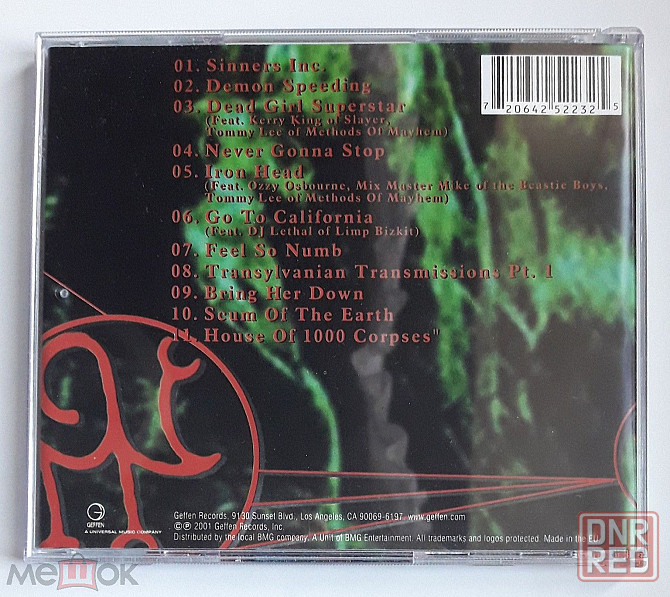 01. Sinners Inc.
02. Demon Speeding
03. Dead Girl Superstar
(Feat. Kerry King of Slayer,
Tommy Lee of Methods Of Mayhem)
04. Never Gonna Stop
05. Iron Head
(Feat. Ozzy Osbourne, Mix Master Mike of the Beastie Boys,
Tommy Lee of Methods Of Mayhem)
06. Go To California
(Feat. DJ Lethal of Limp Bizkit)
07. Feel So Numb
08. Transylvanian Transmissions Pt. 1
09. Bring Her Down
10. Scum Of The Earth
11. House Of 1000 Corpses"
7 20642 52232 5
G
GEFFEN
A UNIVERSAL MUSIC COMPANY
Geffen Records, 9130 Sunset Blvd., Los Angeles, CA 90069-6197. www.geffen.com
©℗ 2001 Geffen Records, Inc.
Distributed by the local BMG company. A Unit of BMG Entertainment. All trademarks and logos protected. Made in the EU.
мешок
DNR
RED